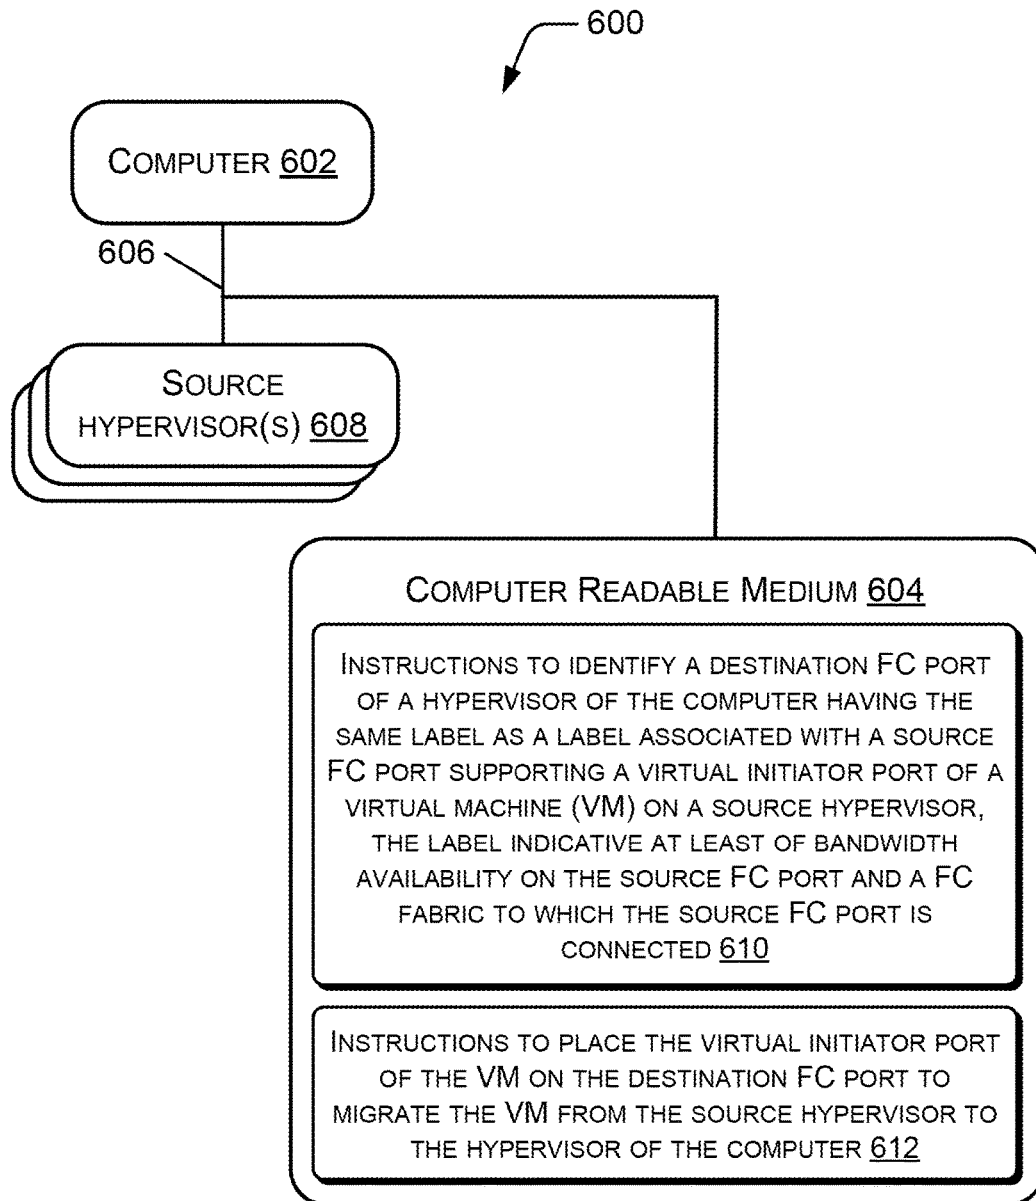 600
COMPUTER 602
606
SOURCE
HYPERVISOR(S) 608
COMPUTER READABLE MEDIUM 604
INSTRUCTIONS TO IDENTIFY A DESTINATION FC PORT
OF A HYPERVISOR OF THE COMPUTER HAVING THE
SAME LABEL AS A LABEL ASSOCIATED WITH A SOURCE
FC PORT SUPPORTING A VIRTUAL INITIATOR PORT OF A
VIRTUAL MACHINE (VM) ON A SOURCE HYPERVISOR,
THE LABEL INDICATIVE AT LEAST OF BANDWIDTH
AVAILABILITY ON THE SOURCE FC PORT AND A FC
FABRIC TO WHICH THE SOURCE FC PORT IS
CONNECTED 610
INSTRUCTIONS TO PLACE THE VIRTUAL INITIATOR PORT
OF THE VM ON THE DESTINATION FC PORT TO
MIGRATE THE VM FROM THE SOURCE HYPERVISOR TO
THE HYPERVISOR OF THE COMPUTER 612